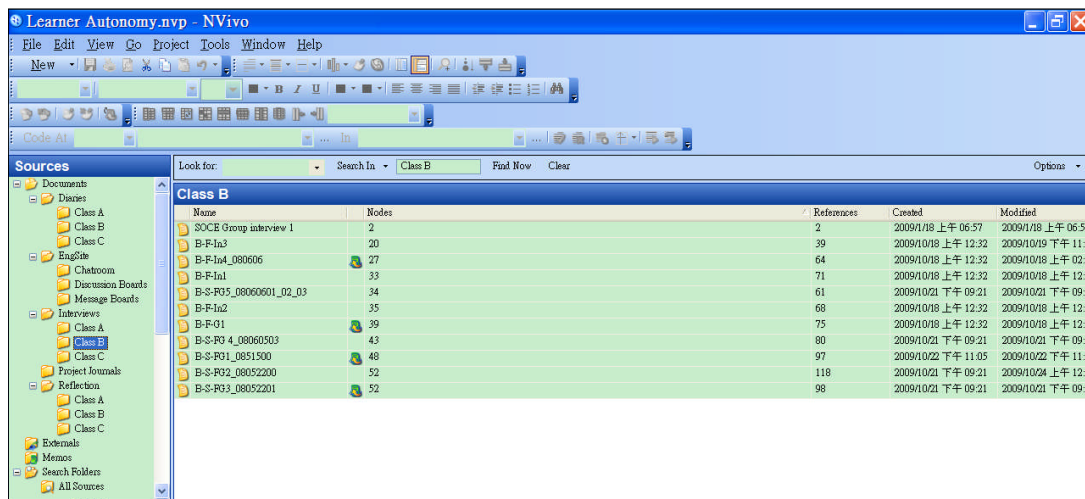 Learner Autonomy.nvp - NVivo
File Edit View Go Project Tools Window Help
New
B I U
Code At In
Sources
Look for: Search In Class B Find Now Clear Options
Documents
Diaries
Class A
Class B
Class C
EngSite
Chatroom
Discussion Boards
Message Boards
Interviews
Class A
Class B
Class C
Project Journals
Reflection
Class A
Class B
Class C
Externals
Memos
Search Folders
All Sources
Class B
Name Nodes References Created Modified
SOCE Group interview 1 2 2 2009/1/18 上午 06:57 2009/1/18 上午 06:5
B-F-In3 20 39 2009/10/18 上午 12:32 2009/10/19 下午 11:
B-F-In4_080606 27 64 2009/10/18 上午 12:32 2009/10/18 上午 02:
B-F-In1 33 71 2009/10/18 上午 12:32 2009/10/18 上午 12:
B-S-FG5_08060601_02_03 34 61 2009/10/21 下午 09:21 2009/10/21 下午 09:
B-F-In2 35 68 2009/10/18 上午 12:32 2009/10/18 上午 12:
B-F-G1 39 75 2009/10/18 上午 12:32 2009/10/18 上午 12:
B-S-FG 4_08060503 43 80 2009/10/21 下午 09:21 2009/10/21 下午 09:
B-S-FG1_0851500 48 97 2009/10/22 下午 11:05 2009/10/22 下午 11:
B-S-FG2_08052200 52 118 2009/10/21 下午 09:21 2009/10/24 上午 12:
B-S-FG3_08052201 52 98 2009/10/21 下午 09:21 2009/10/21 下午 09: